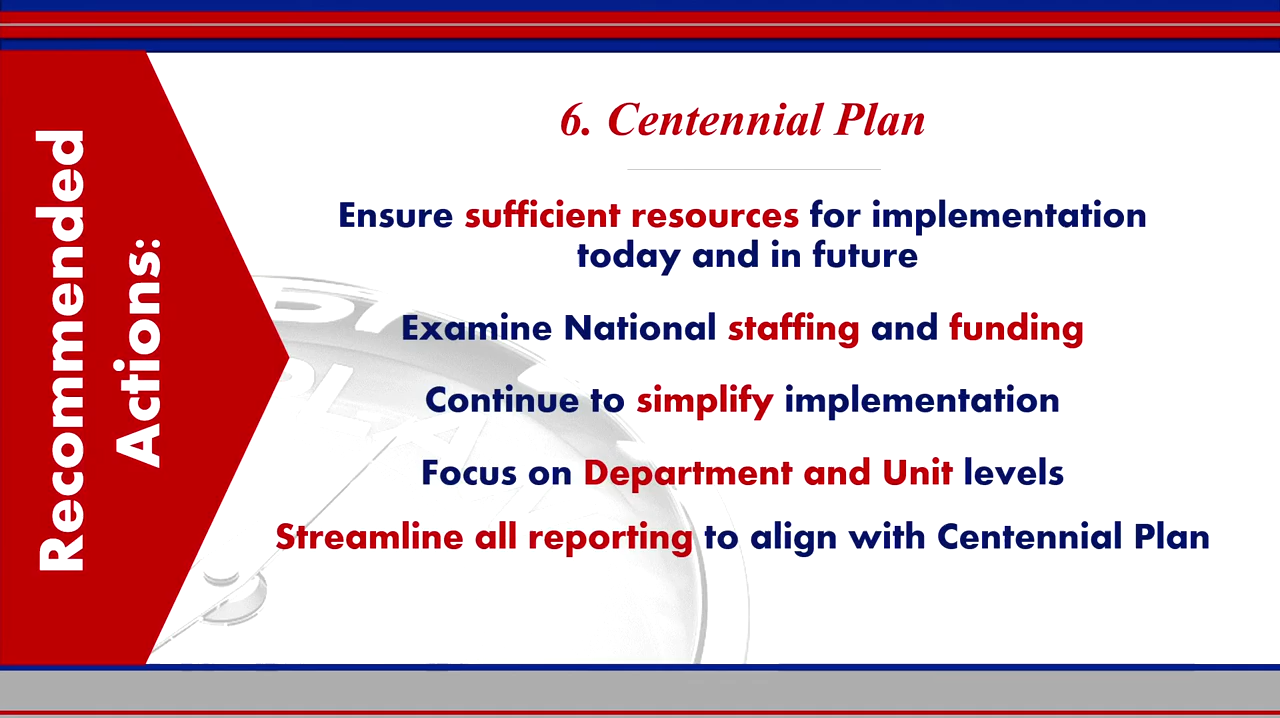 Recommended
Actions:
6. Centennial Plan
Ensure sufficient resources for implementation
today and in future
Examine National staffing and funding
Continue to simplify implementation
Focus on Department and Unit levels
Streamline all reporting to align with Centennial Plan